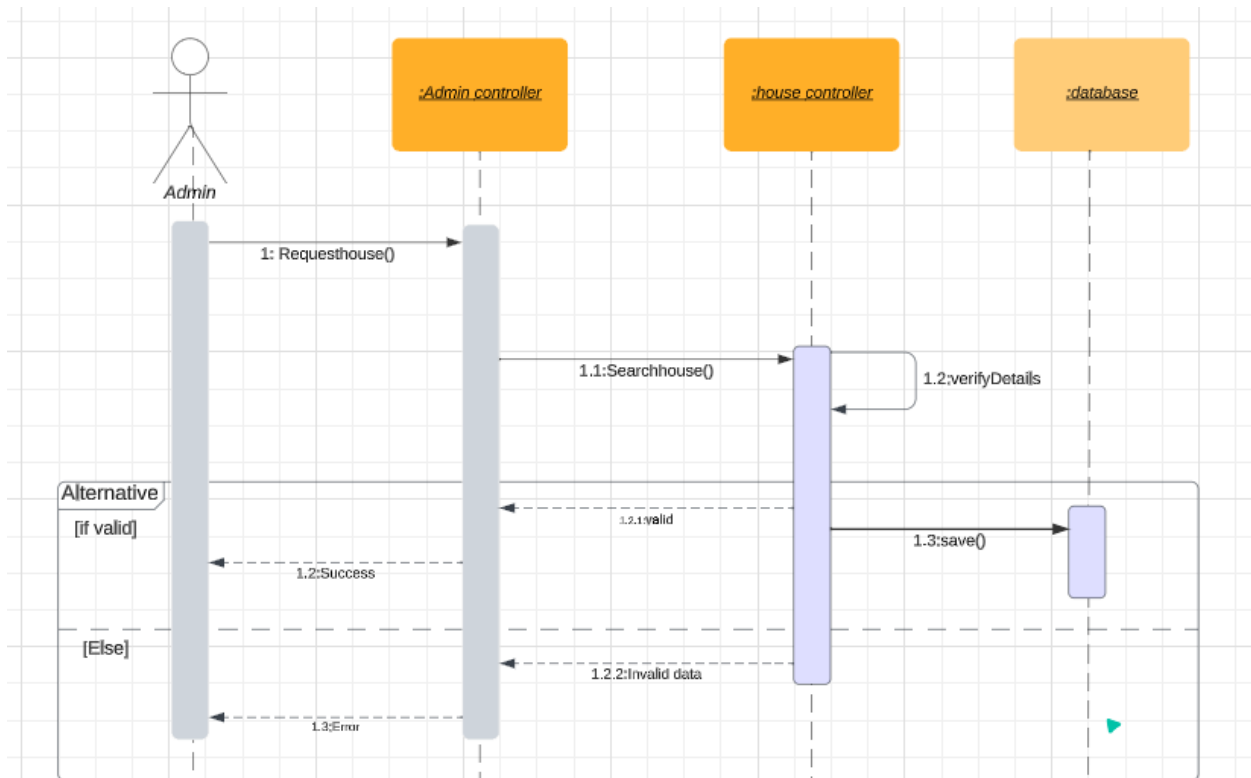 :Admin controller
:house controller
:database
Admin
1: Requesthouse()
1.1:Searchhouse()
1.2;verifyDetails
Alternative
[if valid]
1.2.1:valid
1.3:save()
1.2:Success
[Else]
1.2.2:Invalid data
1.3;Error